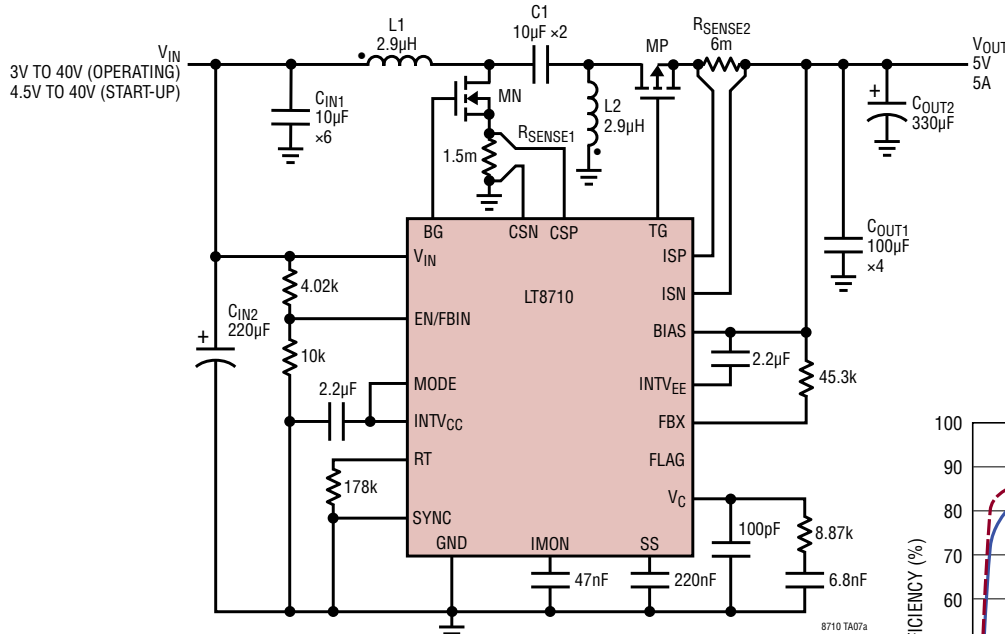 L1
2.9µH
C1
10µF ×2
MP
RSENSE2
6m
VIN
3V TO 40V (OPERATING)
4.5V TO 40V (START-UP)
VOUT
5V
5A
CIN1
10µF
×6
MN
RSENSE1
1.5m
L2
2.9µH
+
COUT2
330µF
COUT1
100µF
×4
BG
CSN
CSP
TG
VIN
ISP
LT8710
ISN
4.02k
EN/FBIN
BIAS
+
CIN2
220µF
10k
2.2µF
MODE
INTVEE
2.2µF
45.3k
INTVCC
FBX
RT
FLAG
178k
VC
SYNC
100pF
8.87k
GND
IMON
SS
47nF
220nF
6.8nF
8710 TA07a
100
90
80
70
60
FICIENCY (%)